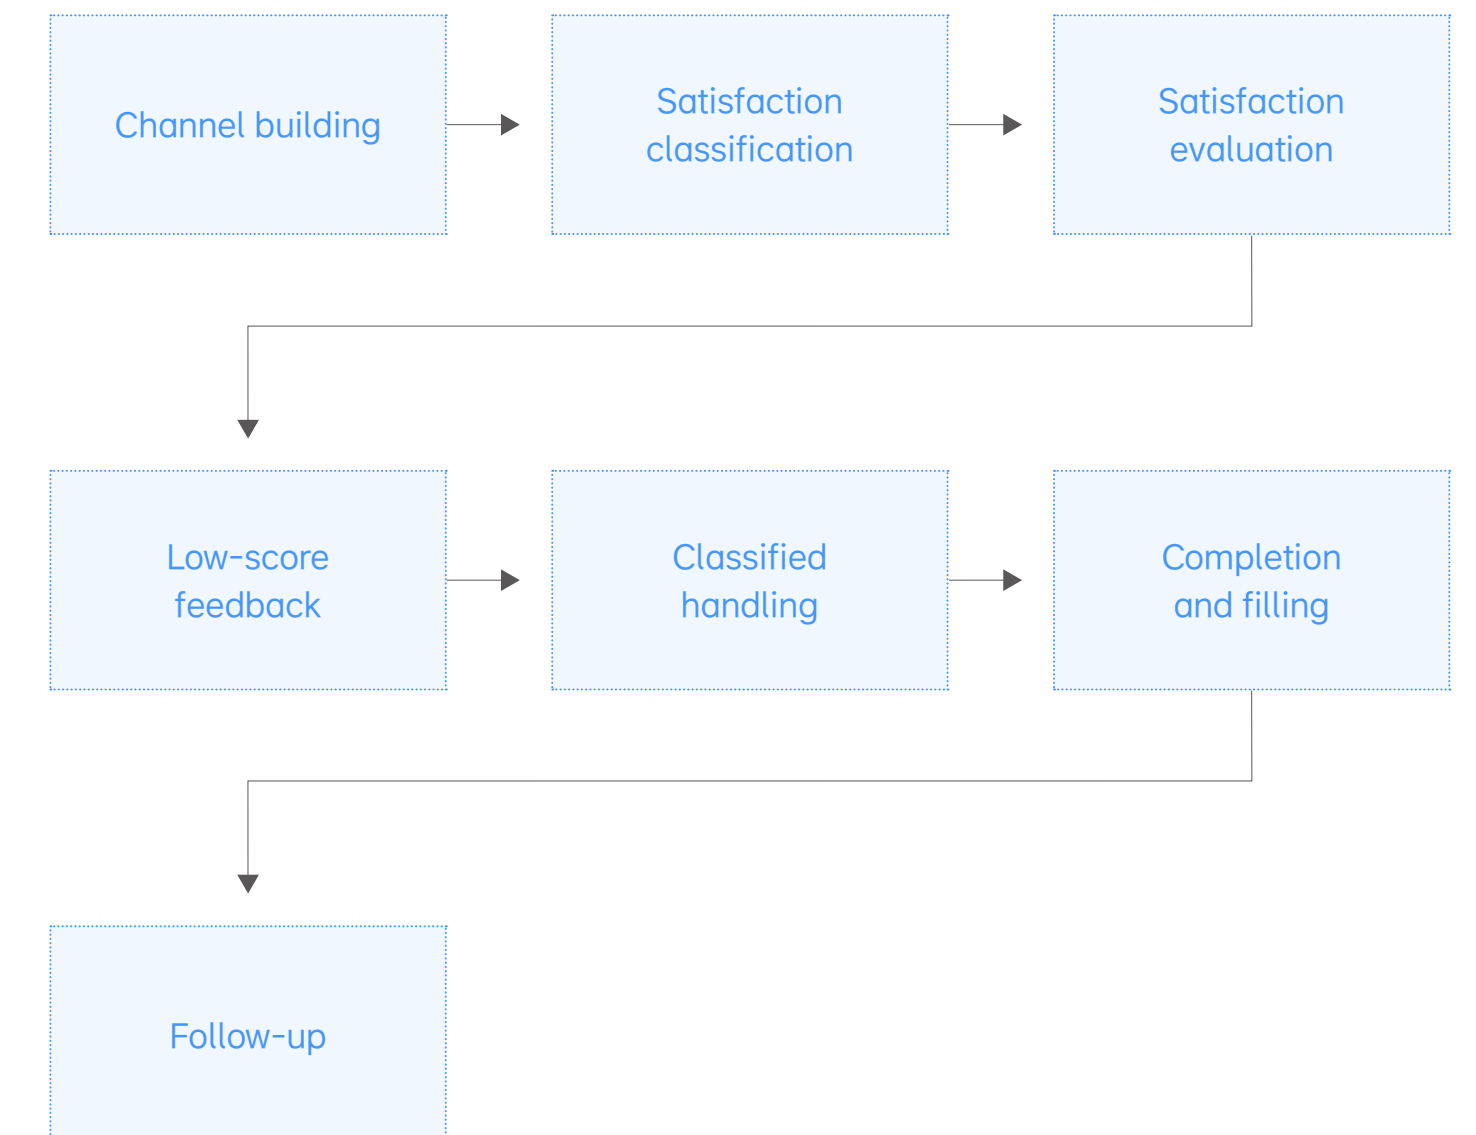 Channel building
Satisfaction
classification
Satisfaction
evaluation
Low-score
feedback
Classified
handling
Completion
and filling
Follow-up